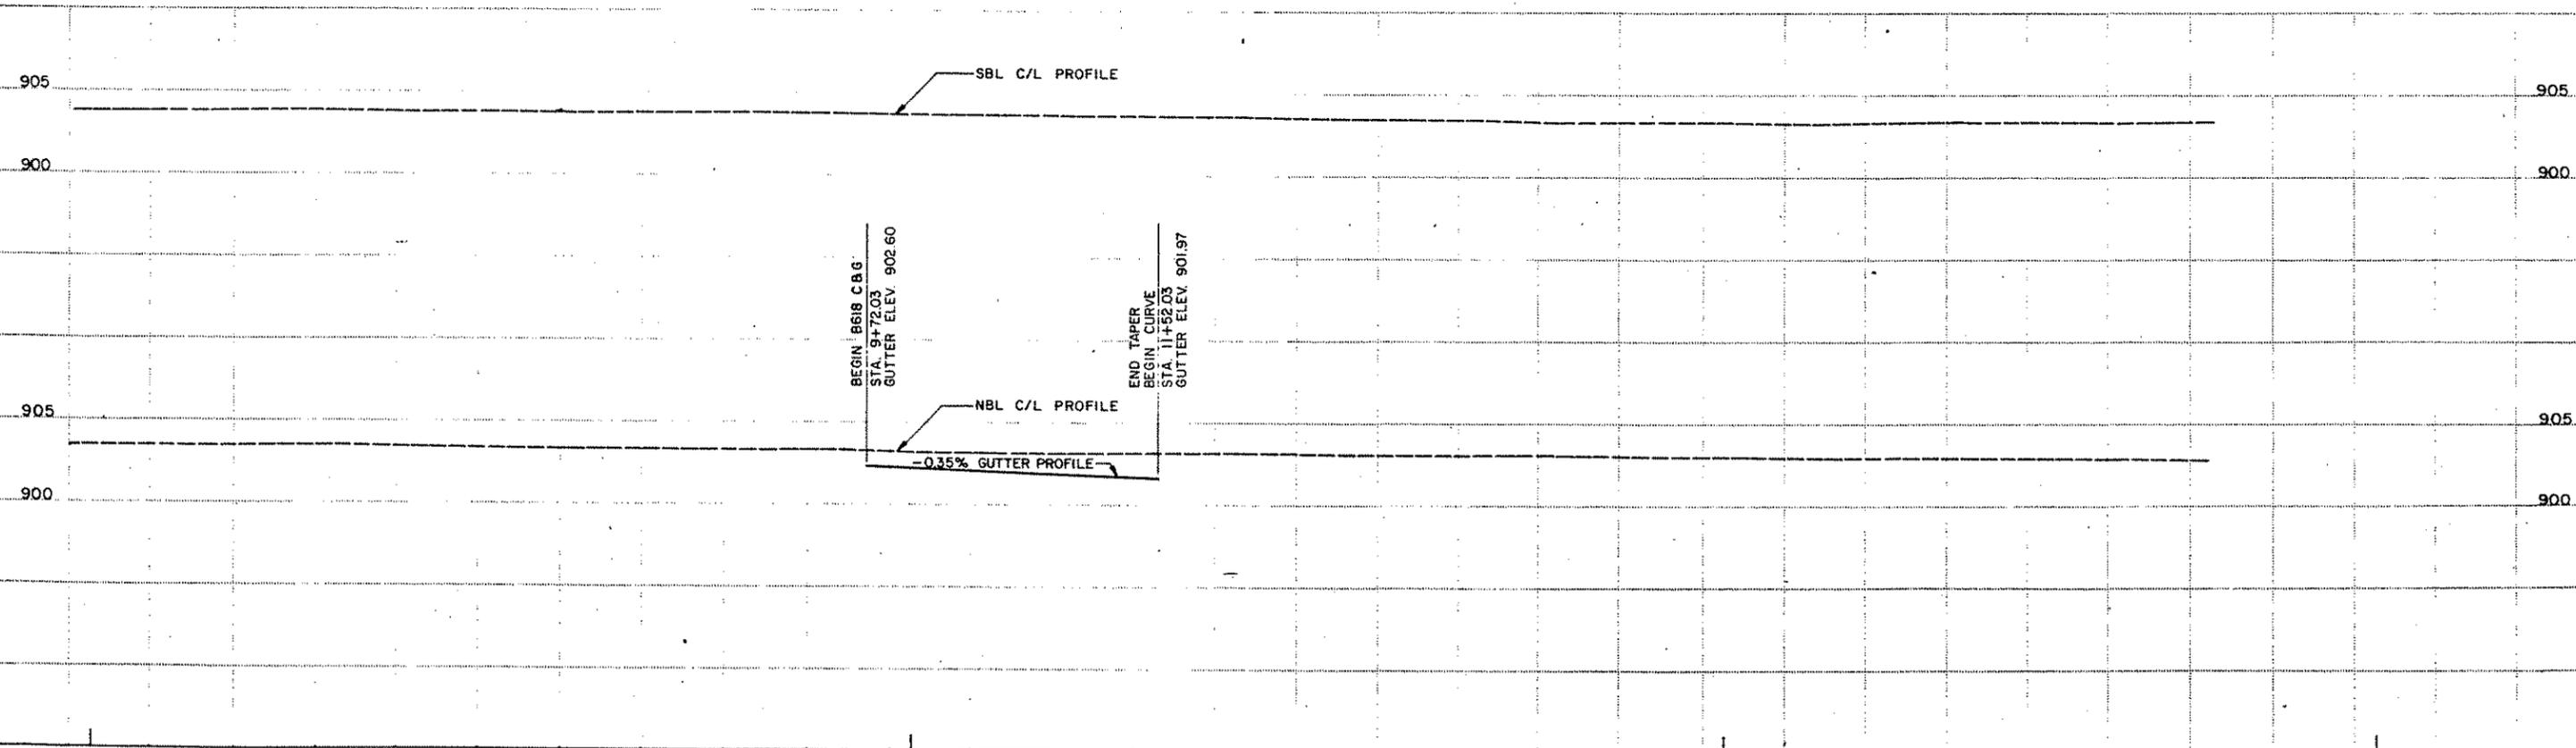 SBL C/L PROFILE
905
905
900
900
BEGIN B618 C&G
STA. 9+72.03
GUTTER ELEV. 902.60
END TAPER
BEGIN CURVE
STA. 11+52.03
GUTTER ELEV. 901.97
905
NBL C/L PROFILE
905
-0.35% GUTTER PROFILE
900
900